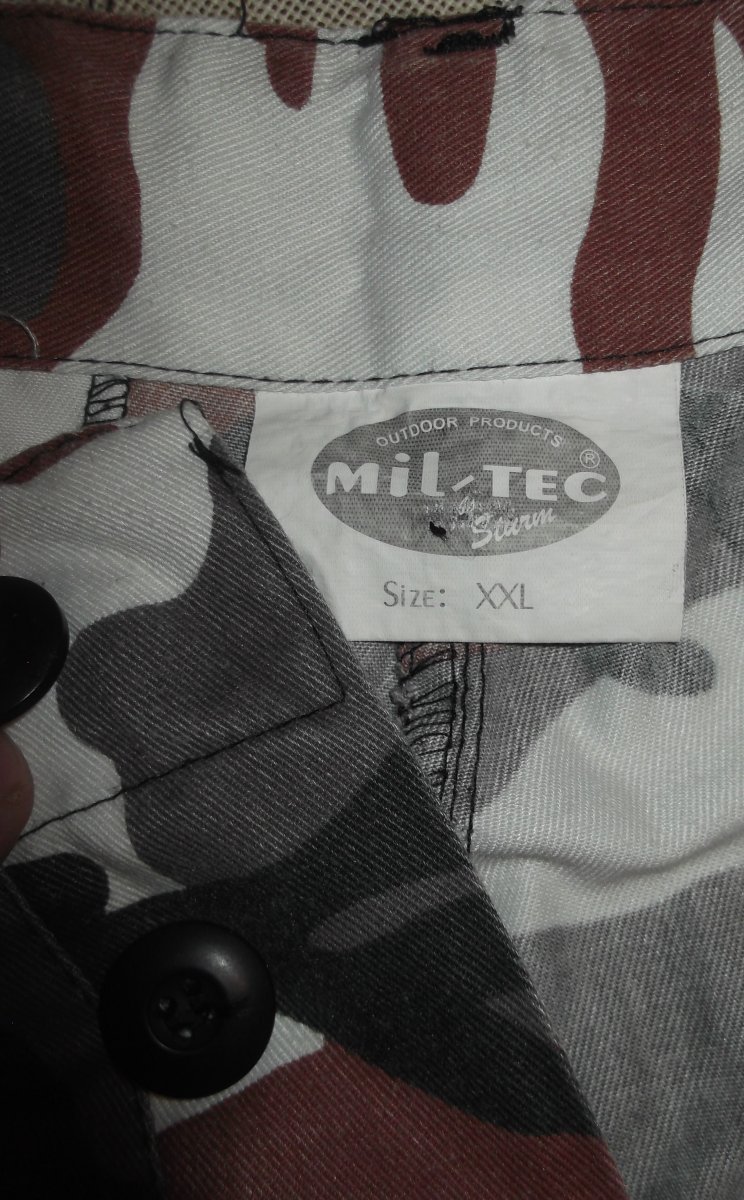 OUTDOOR PRODUCTS
MiL-TEC ®
Sturm
SIZE: XXL